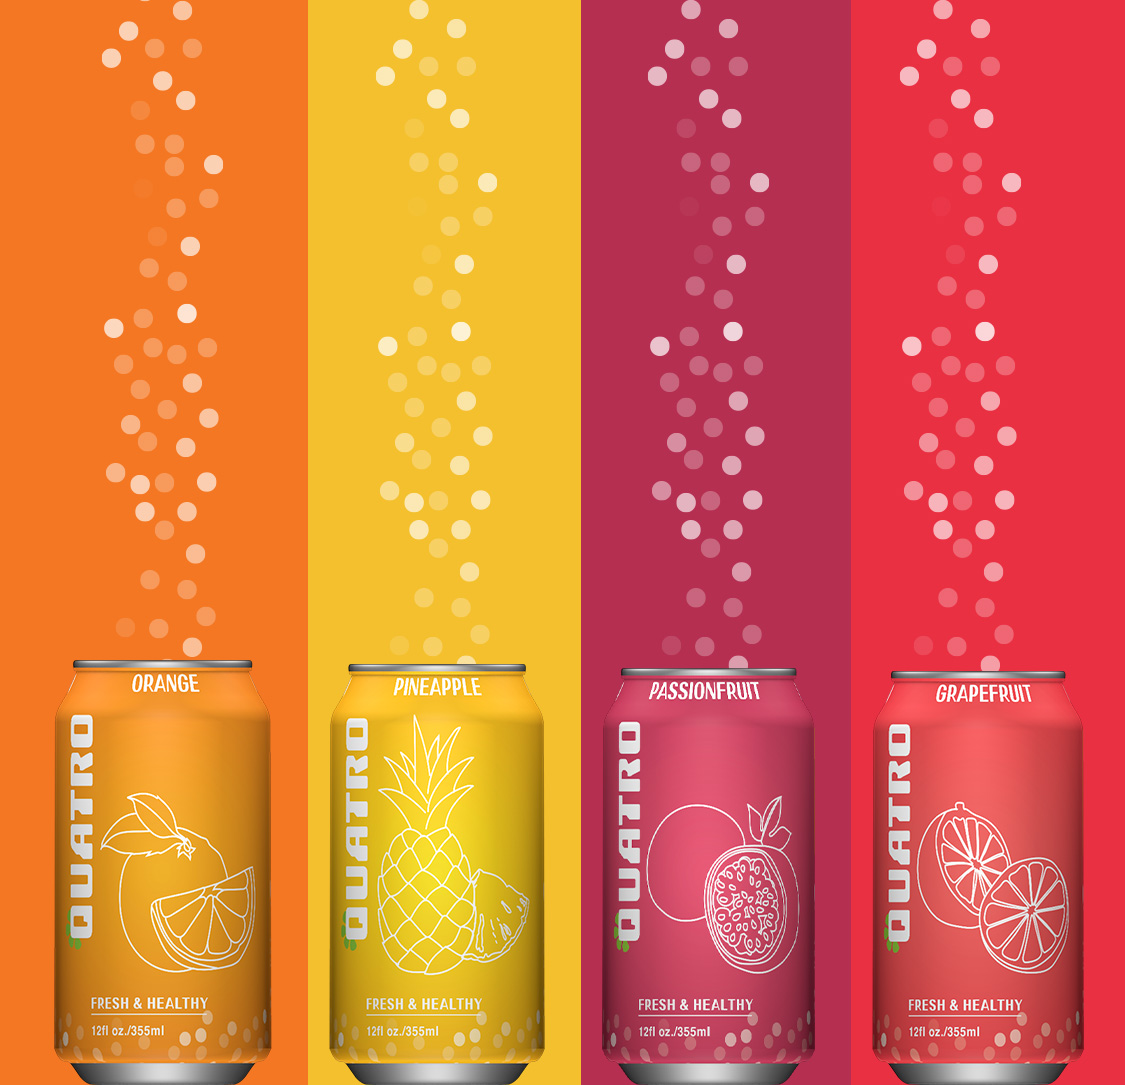 ORANGE
QUATRO
FRESH & HEALTHY
12fl oz./355ml
PINEAPPLE
QUATRO
FRESH & HEALTHY
12fl oz./355ml
PASSIONFRUIT
QUATRO
FRESH & HEALTHY
12fl oz./355ml
GRAPEFRUIT
QUATRO
FRESH & HEALTHY
12fl oz./355ml